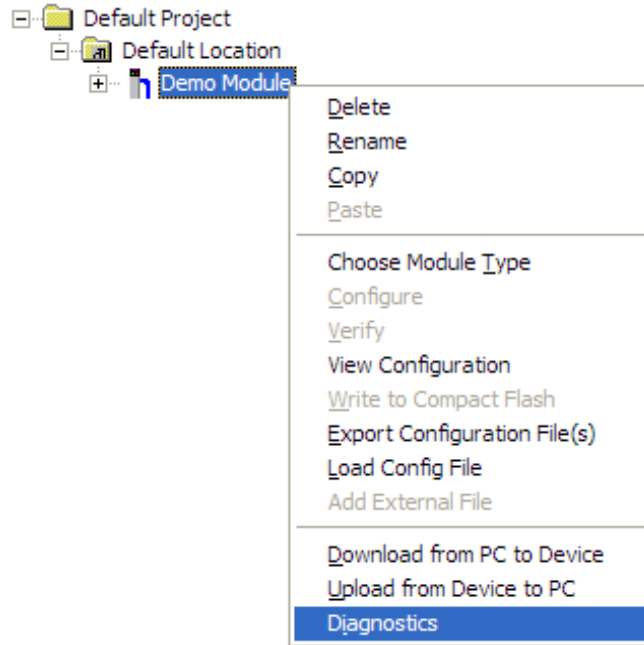 Default Project
Default Location
Demo Module
Delete
Rename
Copy
Paste
Choose Module Type
Configure
Verify
View Configuration
Write to Compact Flash
Export Configuration File(s)
Load Config File
Add External File
Download from PC to Device
Upload from Device to PC
Diagnostics